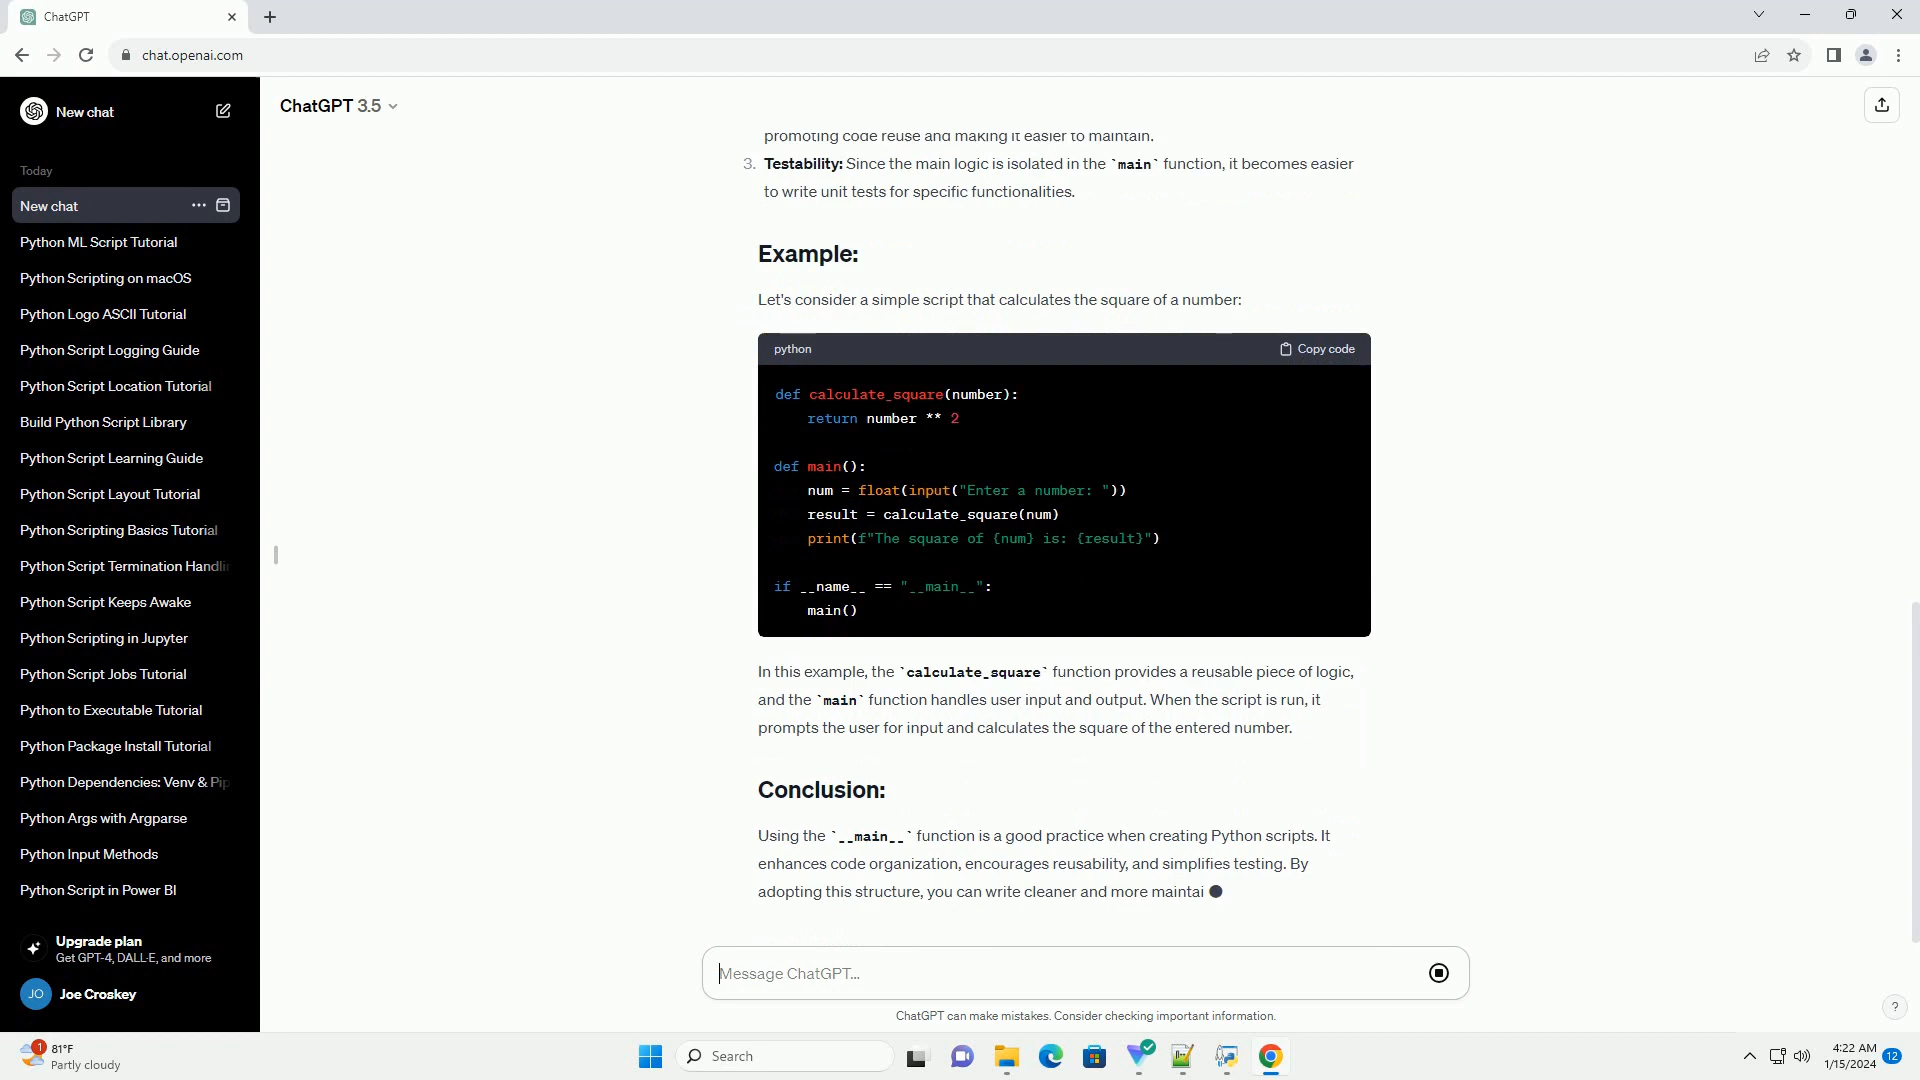 ChatGPT
chat.openai.com
New chat
ChatGPT 3.5
Today
New chat
Python ML Script Tutorial
Python Scripting on macOS
Python Logo ASCII Tutorial
Python Script Logging Guide
Python Script Location Tutorial
Build Python Script Library
Python Script Learning Guide
Python Script Layout Tutorial
Python Scripting Basics Tutorial
Python Script Termination Handli
Python Script Keeps Awake
Python Scripting in Jupyter
Python Script Jobs Tutorial
Python to Executable Tutorial
Python Package Install Tutorial
Python Dependencies: Venv & Pip
Python Args with Argparse
Python Input Methods
Python Script in Power BI
Upgrade plan
Get GPT-4, DALL·E, and more
JO Joe Croskey
promoting code reuse and making it easier to maintain.
3. Testability: Since the main logic is isolated in the `main` function, it becomes easier
to write unit tests for specific functionalities.
Example:
Let's consider a simple script that calculates the square of a number:
python Copy code
def calculate_square(number):
return number ** 2
def main():
num = float(input("Enter a number: "))
result = calculate_square(num)
print(f"The square of {num} is: {result}")
if __name__ == "__main__":
main()
In this example, the `calculate_square` function provides a reusable piece of logic,
and the `main` function handles user input and output. When the script is run, it
prompts the user for input and calculates the square of the entered number.
Conclusion:
Using the `__main__` function is a good practice when creating Python scripts. It
enhances code organization, encourages reusability, and simplifies testing. By
adopting this structure, you can write cleaner and more maintai
Message ChatGPT...
ChatGPT can make mistakes. Consider checking important information.
?
1
81°F
Partly cloudy
Search
4:22 AM
1/15/2024
12